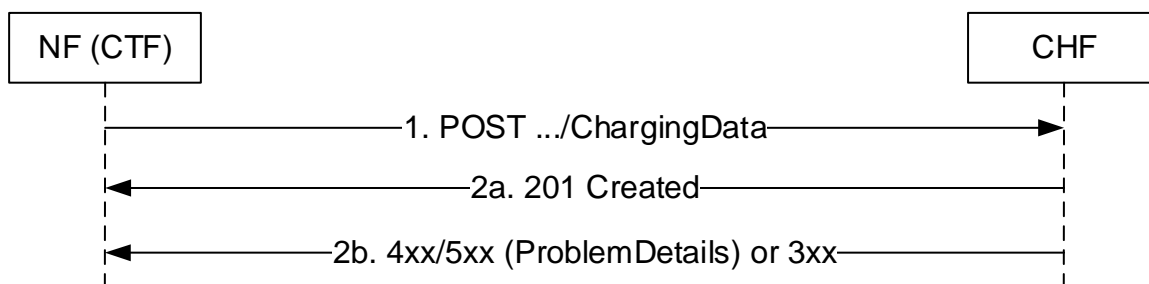 NF (CTF)
CHF
1. POST .../ChargingData
2a. 201 Created
2b. 4xx/5xx (ProblemDetails) or 3xx